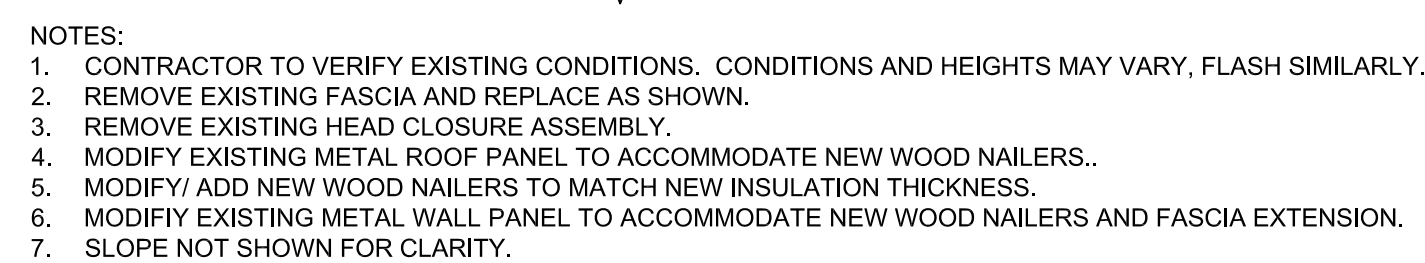 NOTES:
1. CONTRACTOR TO VERIFY EXISTING CONDITIONS. CONDITIONS AND HEIGHTS MAY VARY, FLASH SIMILARLY.
2. REMOVE EXISTING FASCIA AND REPLACE AS SHOWN.
3. REMOVE EXISTING HEAD CLOSURE ASSEMBLY.
4. MODIFY EXISTING METAL ROOF PANEL TO ACCOMMODATE NEW WOOD NAILERS..
5. MODIFY/ ADD NEW WOOD NAILERS TO MATCH NEW INSULATION THICKNESS.
6. MODIFIY EXISTING METAL WALL PANEL TO ACCOMMODATE NEW WOOD NAILERS AND FASCIA EXTENSION.
7. SLOPE NOT SHOWN FOR CLARITY.